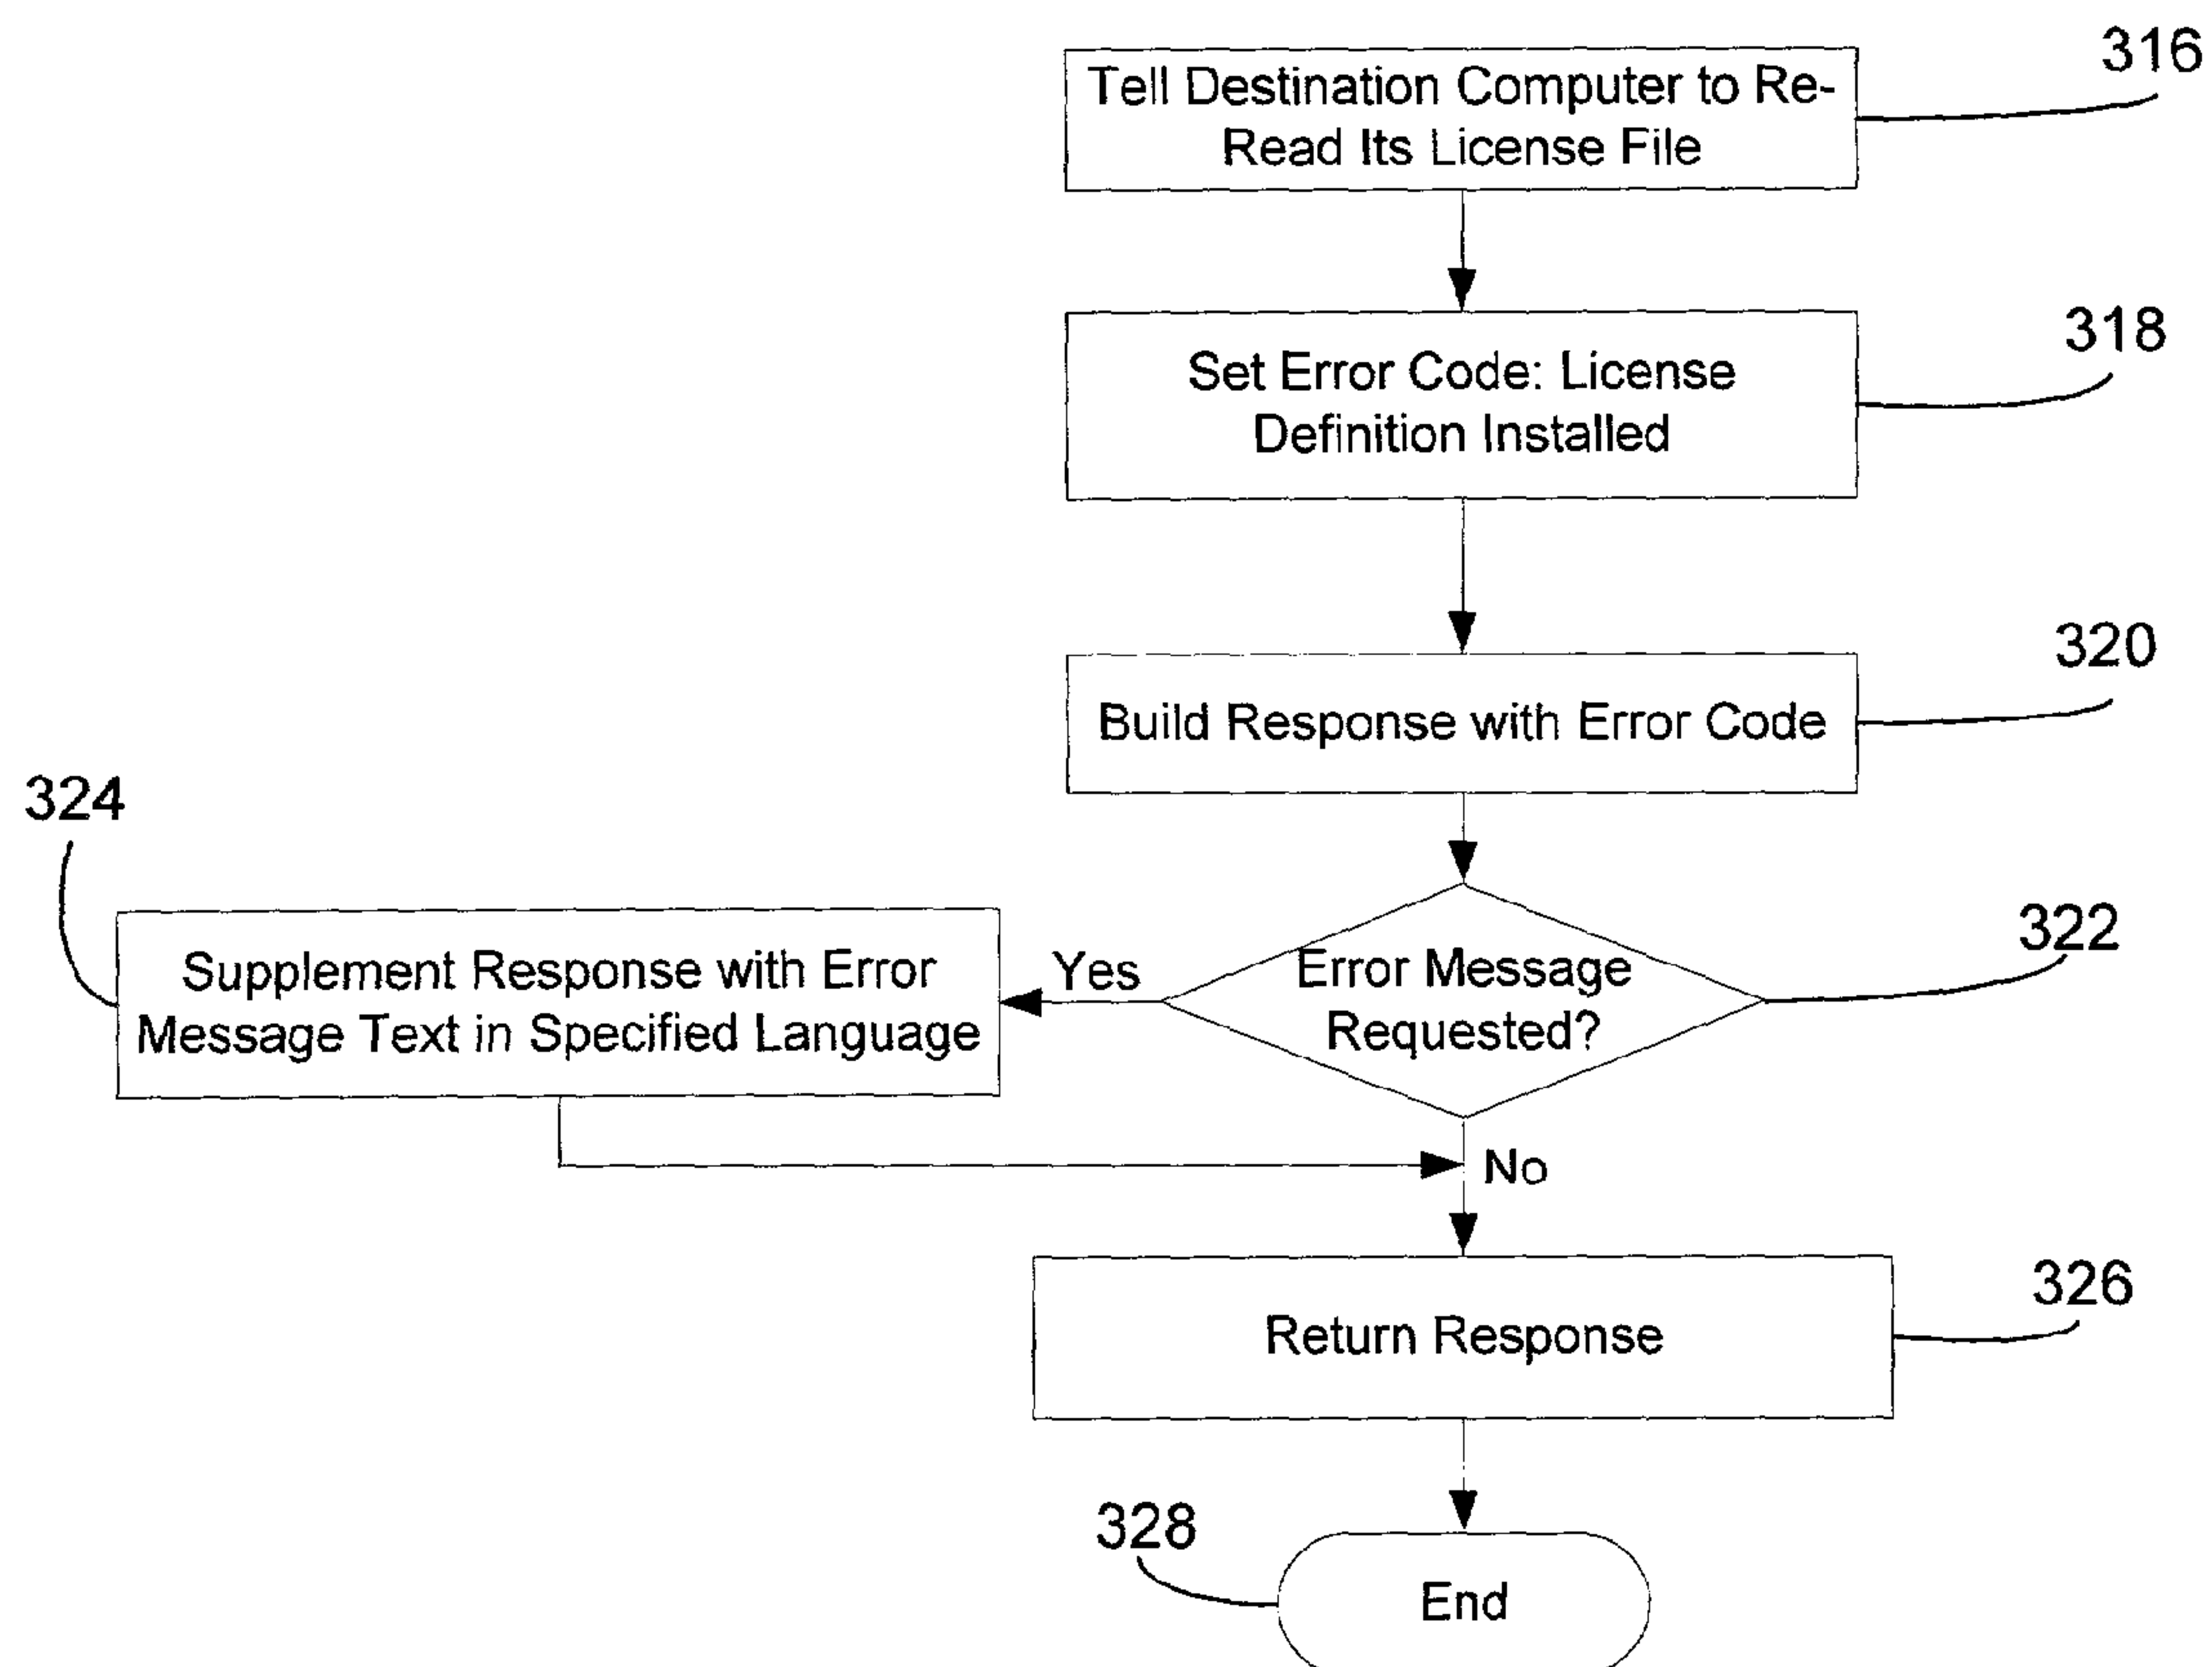 316
Tell Destination Computer to Re-
Read Its License File
318
Set Error Code: License
Definition Installed
320
Build Response with Error Code
324
322
Supplement Response with Error
Message Text in Specified Language
Yes
Error Message
Requested?
No
326
Return Response
328
End